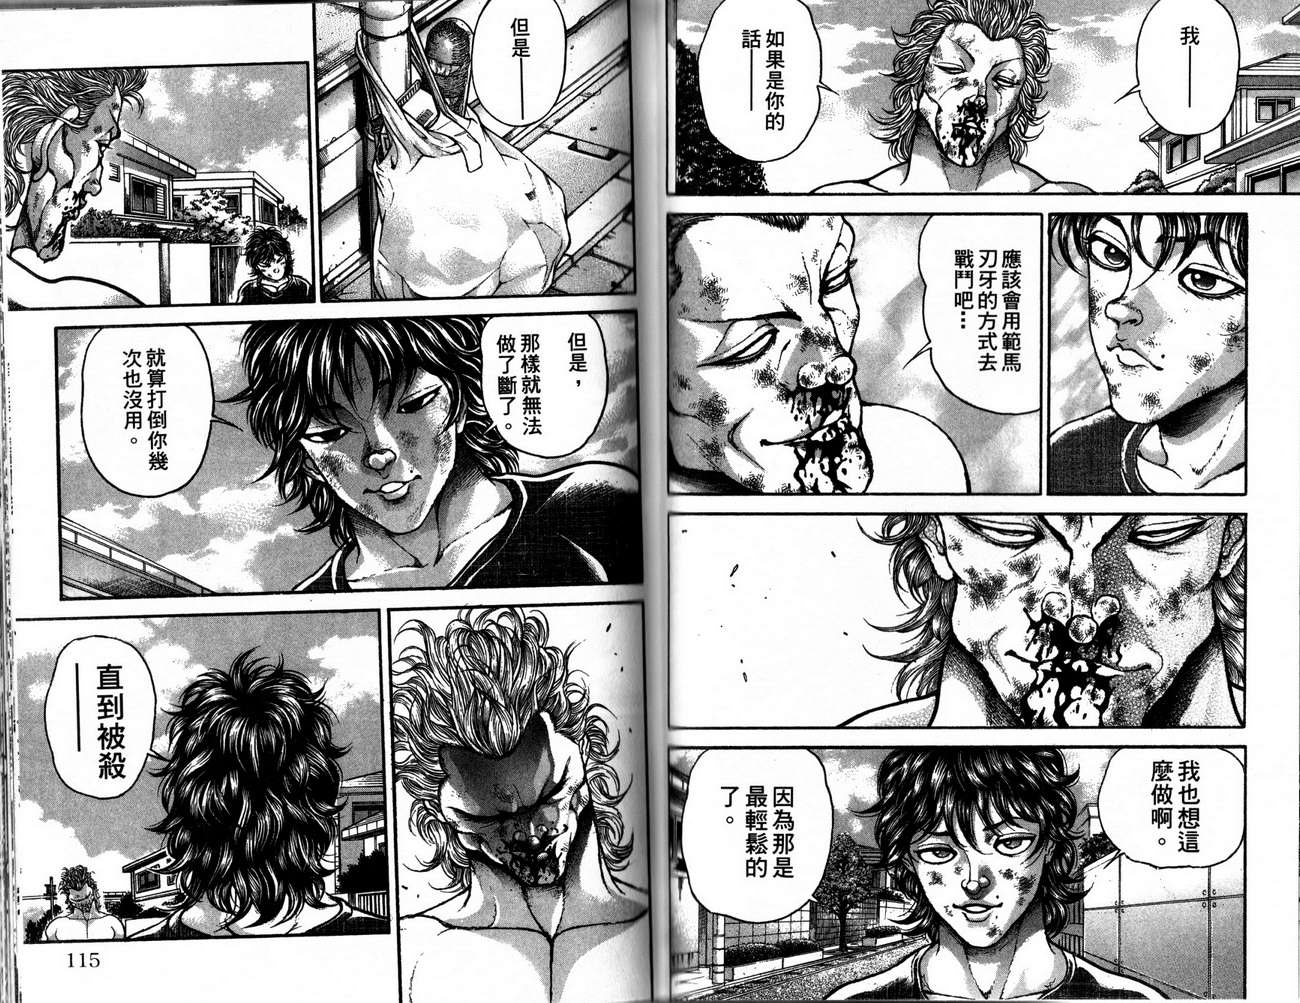 我——
如果是你的
話——
應該會用範馬
刃牙的方式去
戰鬥吧…
我也想這
麼做啊。
因為那是
最輕鬆的
了。
但是——
但是，
那樣就無法
做了斷了。
就算打倒你幾
次也沒用。
直到被殺
——
115